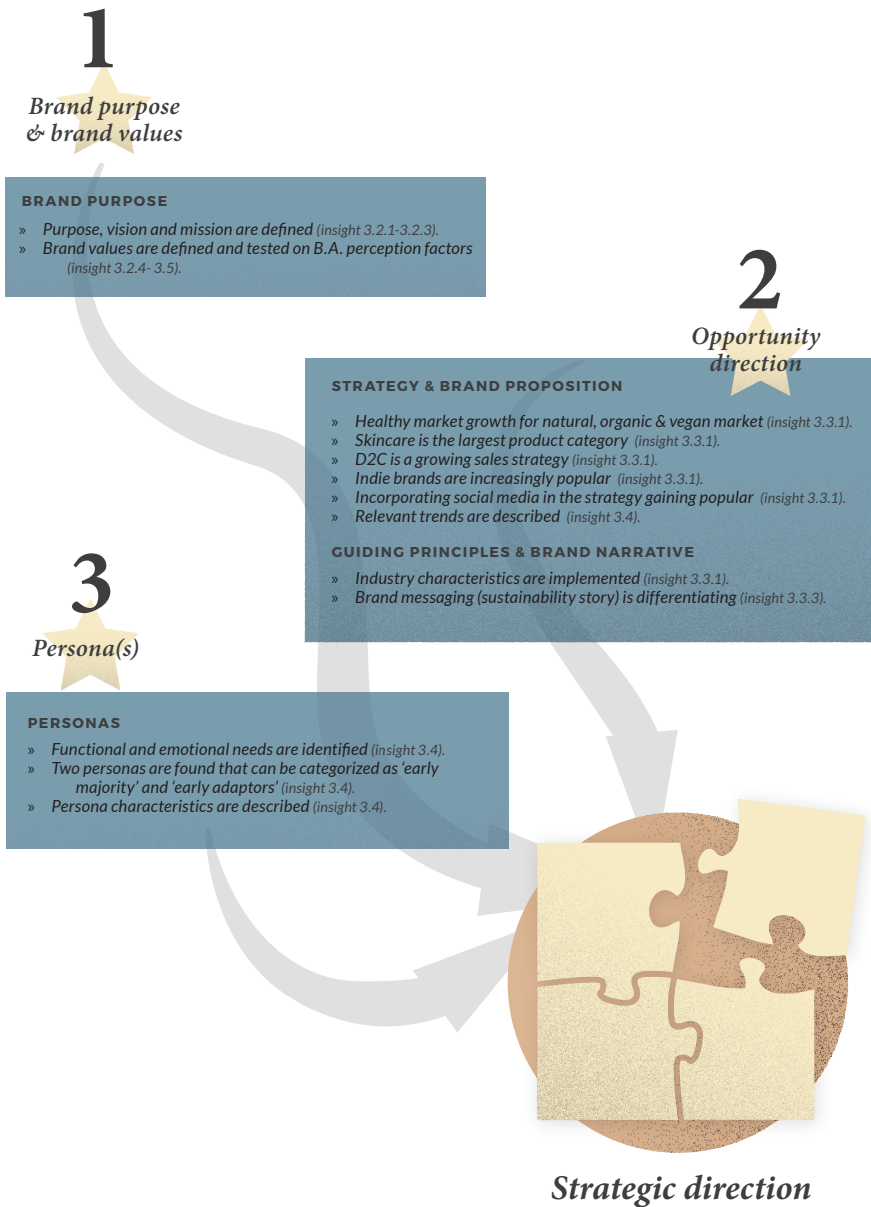 1
Brand purpose
& brand values
BRAND PURPOSE
» Purpose, vision and mission are defined (insight 3.2.1-3.2.3).
» Brand values are defined and tested on B.A. perception factors
(insight 3.2.4- 3.5).
2
Opportunity
direction
STRATEGY & BRAND PROPOSITION
» Healthy market growth for natural, organic & vegan market (insight 3.3.1).
» Skincare is the largest product category (insight 3.3.1).
» D2C is a growing sales strategy (insight 3.3.1).
» Indie brands are increasingly popular (insight 3.3.1).
» Incorporating social media in the strategy gaining popular (insight 3.3.1).
» Relevant trends are described (insight 3.4).
GUIDING PRINCIPLES & BRAND NARRATIVE
» Industry characteristics are implemented (insight 3.3.1).
» Brand messaging (sustainability story) is differentiating (insight 3.3.3).
3
Persona(s)
PERSONAS
» Functional and emotional needs are identified (insight 3.4).
» Two personas are found that can be categorized as ‘early
majority’ and ‘early adaptors’ (insight 3.4).
» Persona characteristics are described (insight 3.4).
Strategic direction